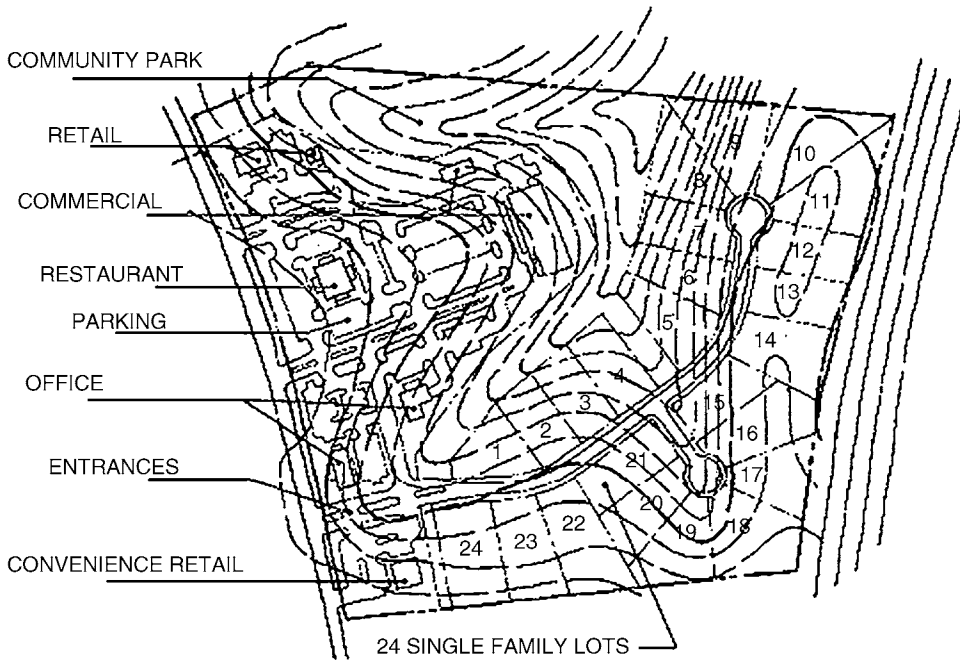 COMMUNITY PARK
RETAIL
COMMERCIAL
RESTAURANT
PARKING
OFFICE
ENTRANCES
CONVENIENCE RETAIL
24 SINGLE FAMILY LOTS
1
2
3
4
5
6
7
8
9
10
11
12
13
14
15
16
17
18
19
20
21
22
23
24